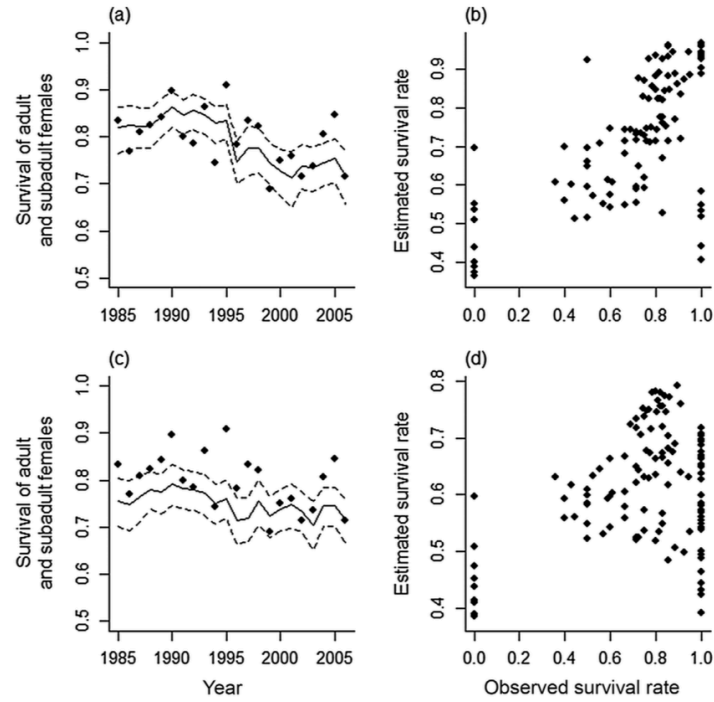 (a)
Survival of adult
and subadult females
1.0
0.9
0.8
0.7
0.6
0.5
1985 1990 1995 2000 2005
(b)
Estimated survival rate
0.9
0.8
0.7
0.6
0.5
0.4
0.0 0.2 0.4 0.6 0.8 1.0
(c)
Survival of adult
and subadult females
1.0
0.9
0.8
0.7
0.6
0.5
1985 1990 1995 2000 2005
Year
(d)
Estimated survival rate
0.8
0.7
0.6
0.5
0.4
0.0 0.2 0.4 0.6 0.8 1.0
Observed survival rate